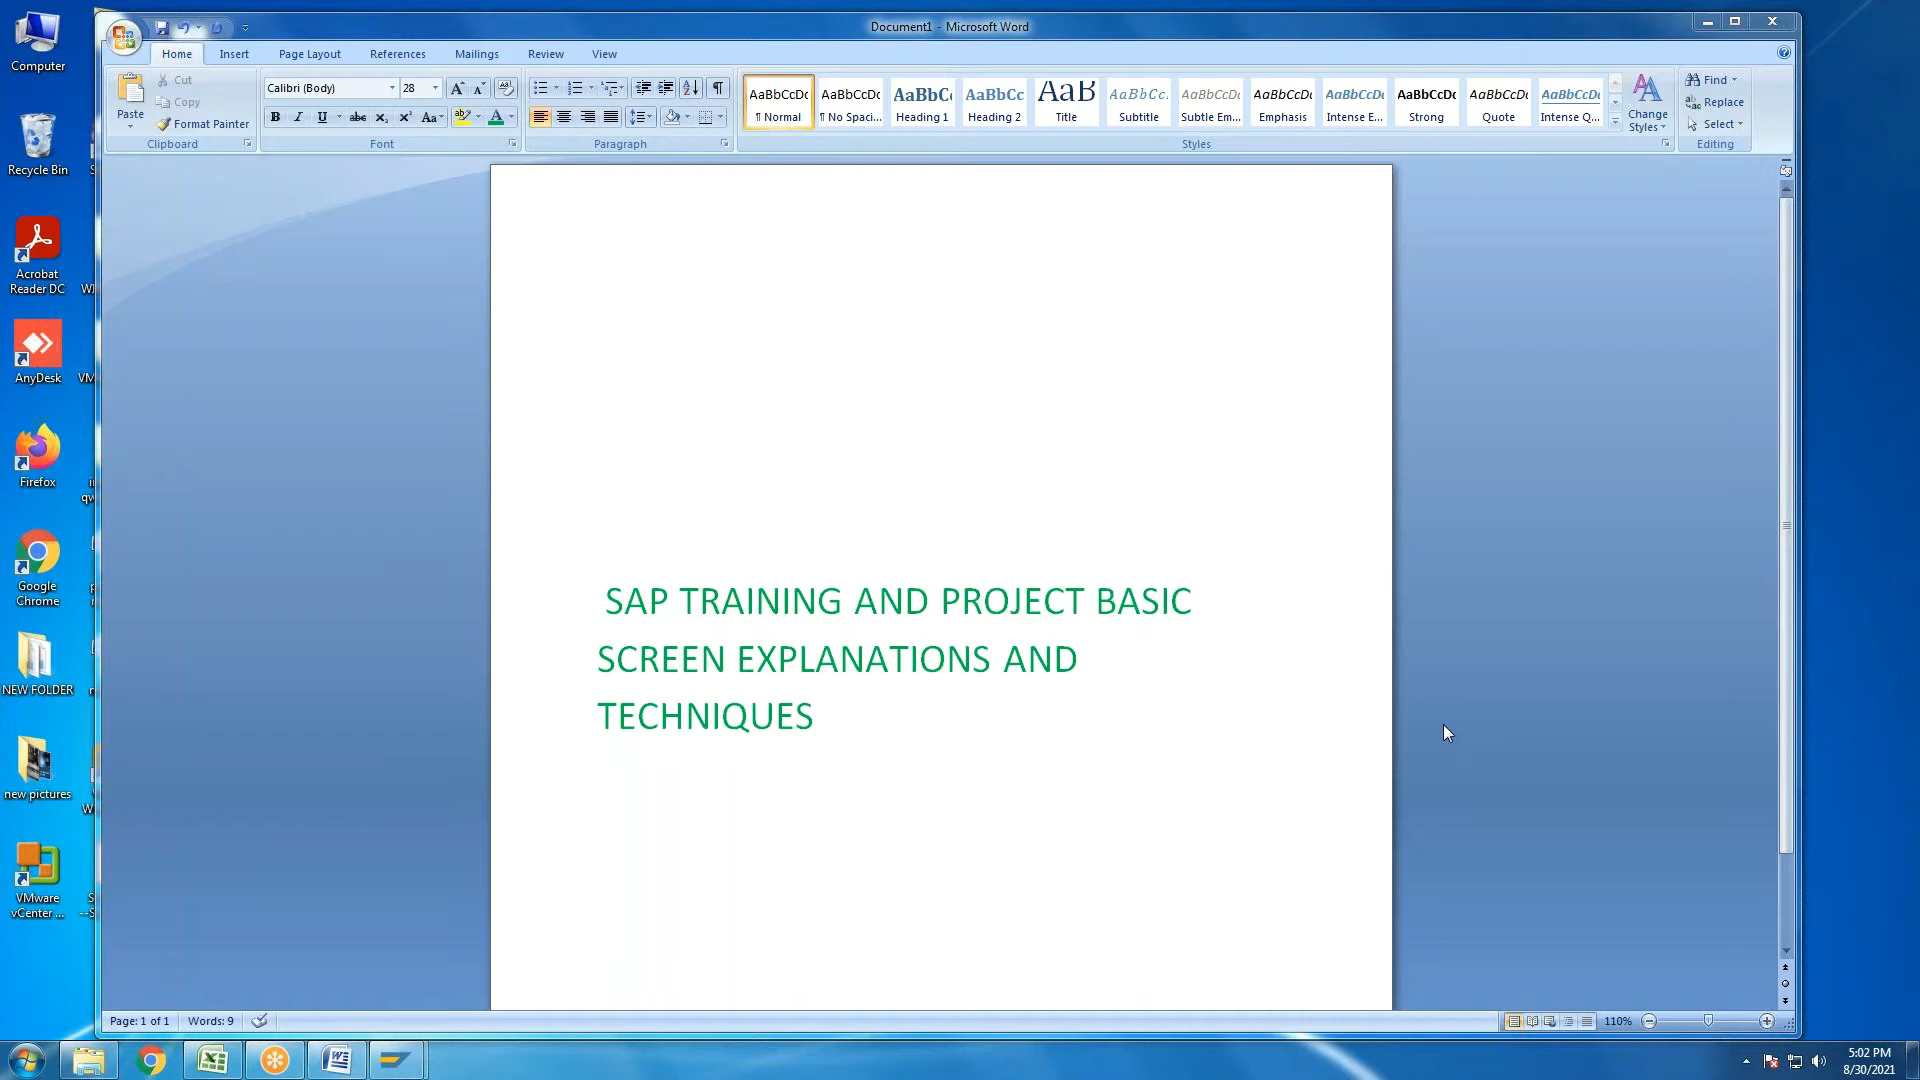 Document1 - Microsoft Word
Home Insert Page Layout References Mailings Review View
Paste
Cut
Copy
Format Painter
Clipboard
Calibri (Body) 28
Font
Paragraph
AaBbCcDc AaBbCcDc AaBbC AaBbCc AaB AaBbCc. AaBbCcDc AaBbCcDc AaBbCcDc AaBbCcDc AaBbCcDc AaBbCcDc
¶ Normal ¶ No Spaci... Heading 1 Heading 2 Title Subtitle Subtle Em... Emphasis Intense E... Strong Quote Intense Q...
Styles
Change Styles
Find
Replace
Select
Editing
Computer
Recycle Bin
Acrobat
Reader DC
AnyDesk
Firefox
Google
Chrome
NEW FOLDER
new pictures
VMware
vCenter ...
SAP TRAINING AND PROJECT BASIC
SCREEN EXPLANATIONS AND
TECHNIQUES
Page: 1 of 1 Words: 9
110%
5:02 PM
8/30/2021